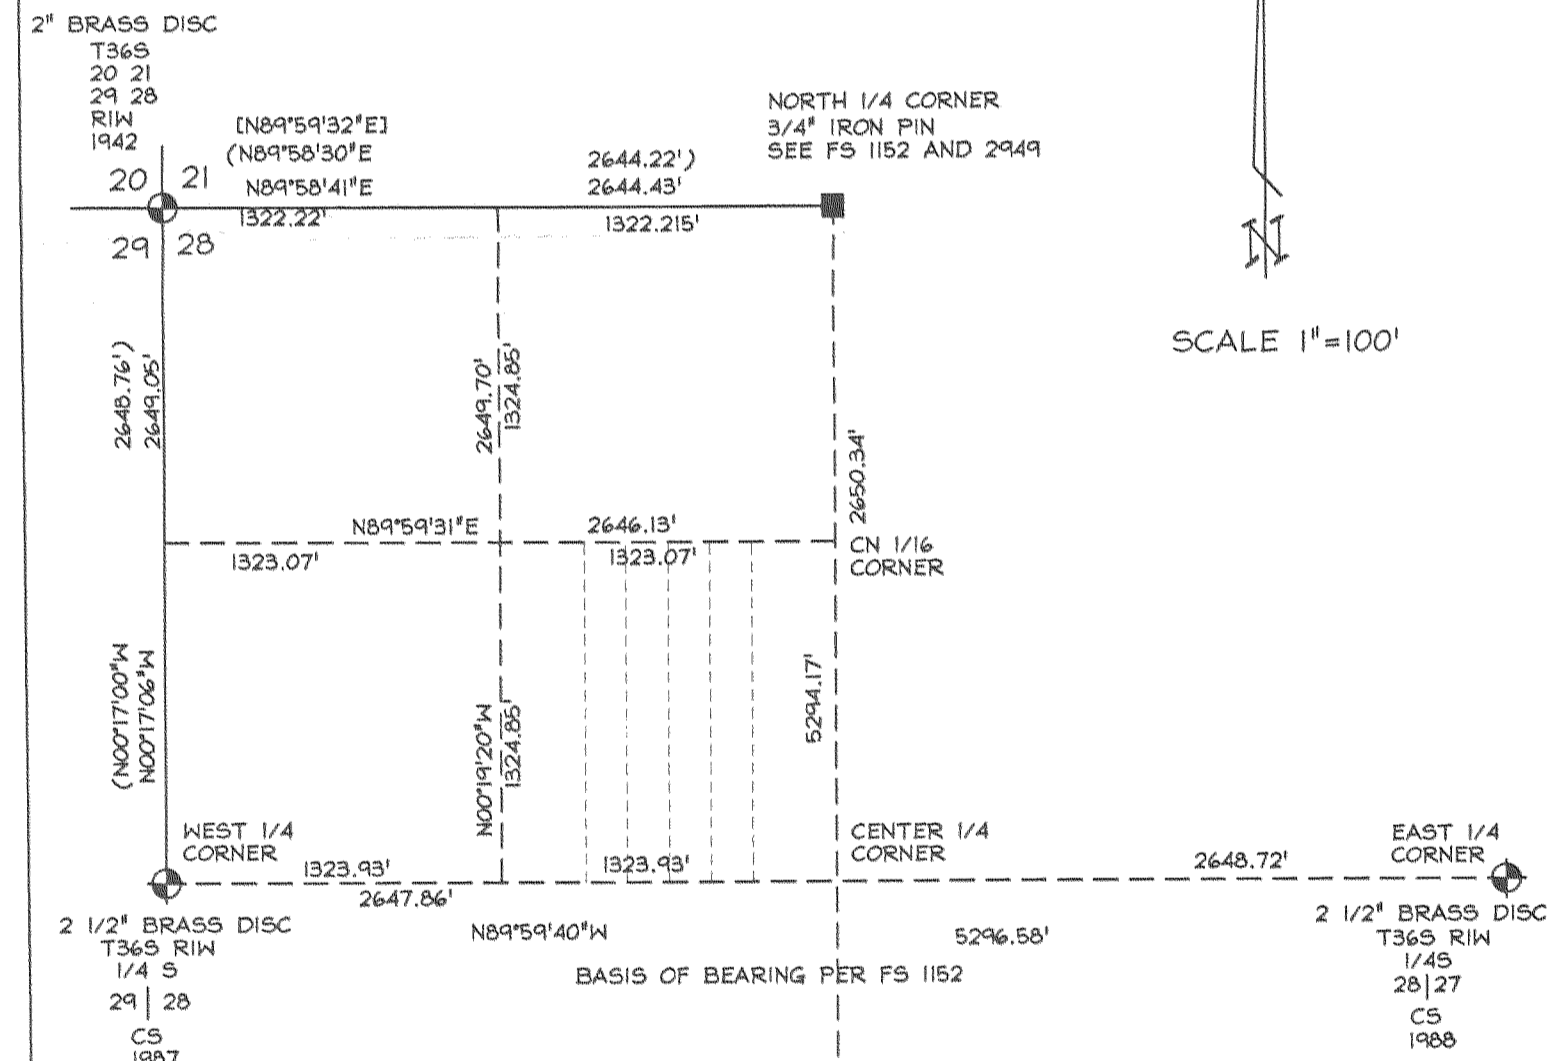 2" BRASS DISC
T36S
20 21
29 28
R1W
1942
20 21
29 28
[N89°59'32"E]
(N89°58'30"E 2644.22')
N89°58'41"E 2644.43'
1322.22' 1322.215'
NORTH 1/4 CORNER
3/4" IRON PIN
SEE FS 1152 AND 2949
N
SCALE 1"=100'
2648.76')
2649.05'
2649.70'
1324.85'
2650.34'
N89°59'31"E 2646.13'
1323.07' 1323.07'
CN 1/16
CORNER
(N00°17'00"W
N00°17'06"W
N00°19'20"W
1324.85'
5294.17'
WEST 1/4
CORNER
1323.93' 1323.93'
2647.86'
CENTER 1/4
CORNER
2648.72'
EAST 1/4
CORNER
N89°59'40"W 5296.58'
BASIS OF BEARING PER FS 1152
2 1/2" BRASS DISC
T36S R1W
1/4 S
29 | 28
CS
1987
2 1/2" BRASS DISC
T36S R1W
1/4S
28|27
CS
1988